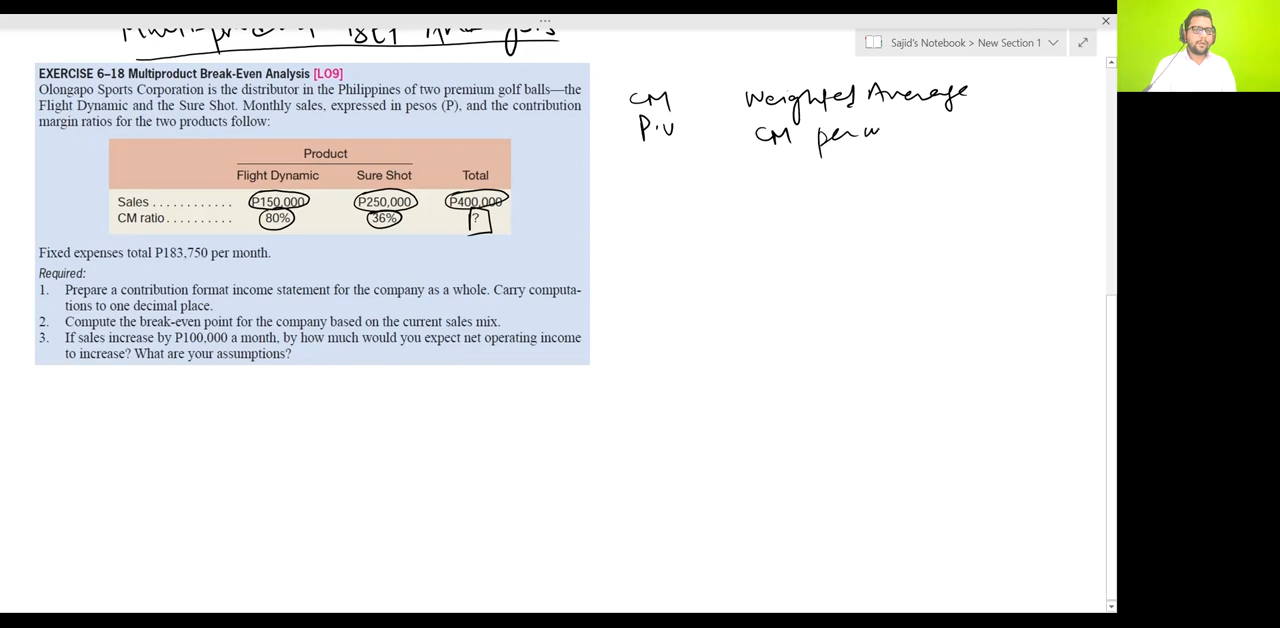 Sajid's Notebook > New Section 1
EXERCISE 6–18 Multiproduct Break-Even Analysis [LO9]
Olongapo Sports Corporation is the distributor in the Philippines of two premium golf balls—the
Flight Dynamic and the Sure Shot. Monthly sales, expressed in pesos (P), and the contribution
margin ratios for the two products follow:
Product
Flight Dynamic Sure Shot Total
Sales . . . . . . . . . . . . P150,000 P250,000 P400,000
CM ratio . . . . . . . . . . 80% 36% ?
Fixed expenses total P183,750 per month.
Required:
1. Prepare a contribution format income statement for the company as a whole. Carry computa-
tions to one decimal place.
2. Compute the break-even point for the company based on the current sales mix.
3. If sales increase by P100,000 a month, by how much would you expect net operating income
to increase? What are your assumptions?
CM Weighted Average
P.U CM per